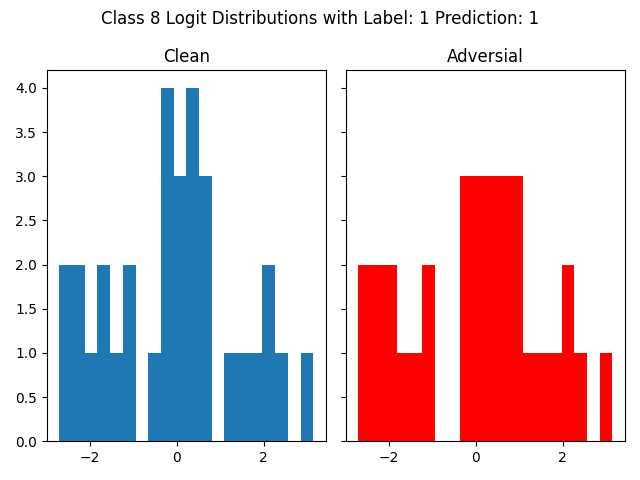 Class 8 Logit Distributions with Label: 1 Prediction: 1
Clean
Adversial
4.0
3.5
3.0
2.5
2.0
1.5
1.0
0.5
0.0
−2 0 2
−2 0 2